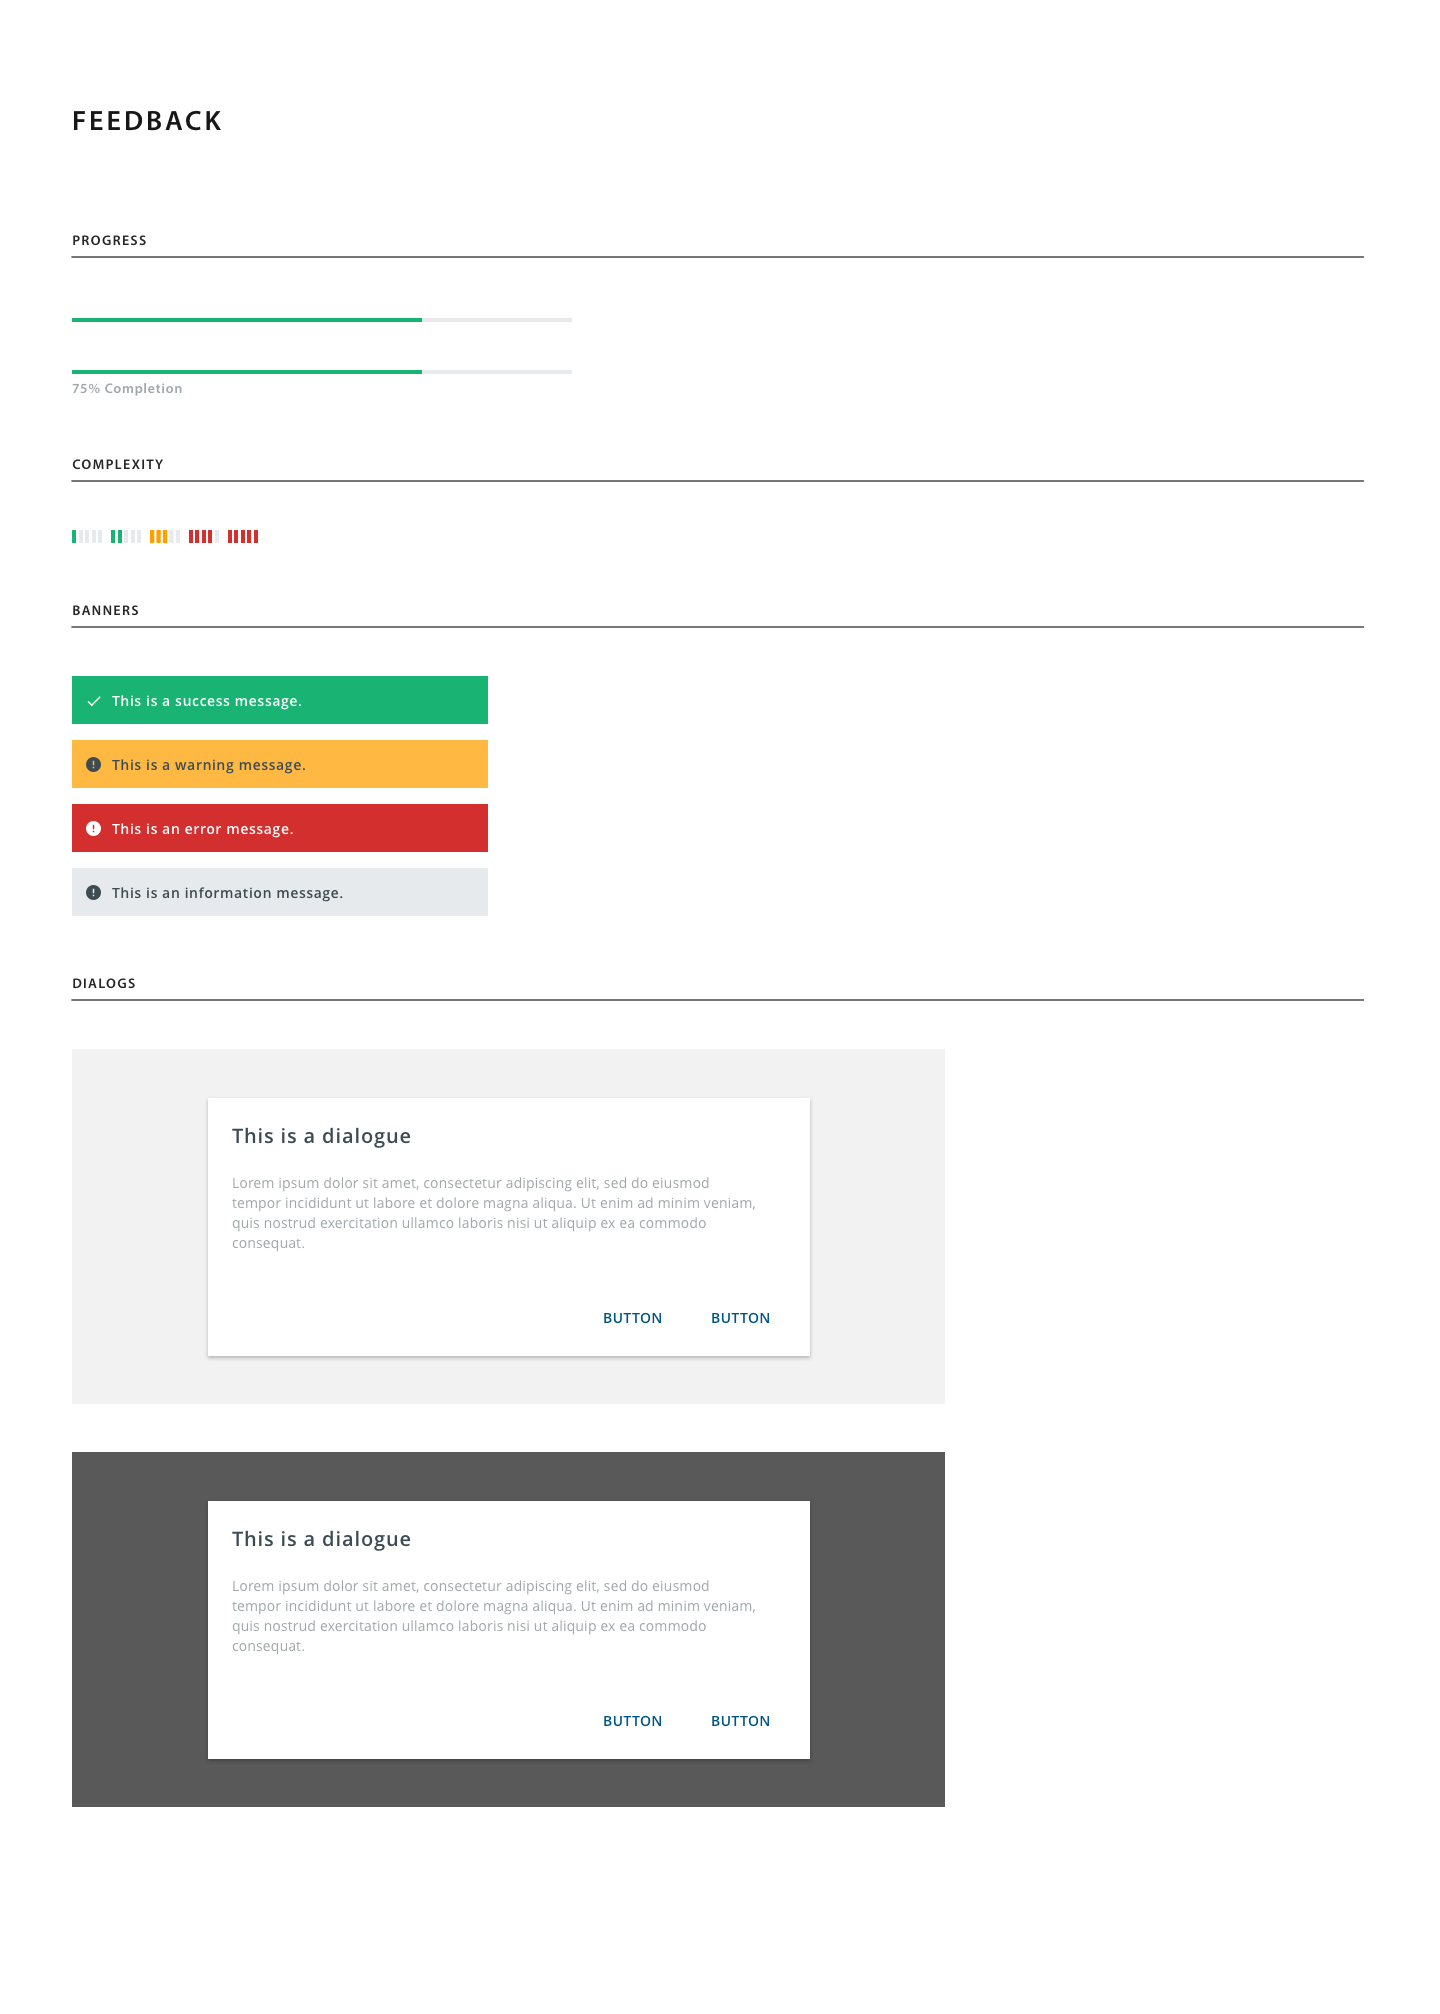 FEEDBACK
PROGRESS
75% Completion
COMPLEXITY
BANNERS
This is a success message.
This is a warning message.
This is an error message.
This is an information message.
DIALOGS
This is a dialogue
Lorem ipsum dolor sit amet, consectetur adipiscing elit, sed do eiusmod
tempor incididunt ut labore et dolore magna aliqua. Ut enim ad minim veniam,
quis nostrud exercitation ullamco laboris nisi ut aliquip ex ea commodo
consequat.
BUTTON BUTTON
This is a dialogue
Lorem ipsum dolor sit amet, consectetur adipiscing elit, sed do eiusmod
tempor incididunt ut labore et dolore magna aliqua. Ut enim ad minim veniam,
quis nostrud exercitation ullamco laboris nisi ut aliquip ex ea commodo
consequat.
BUTTON BUTTON